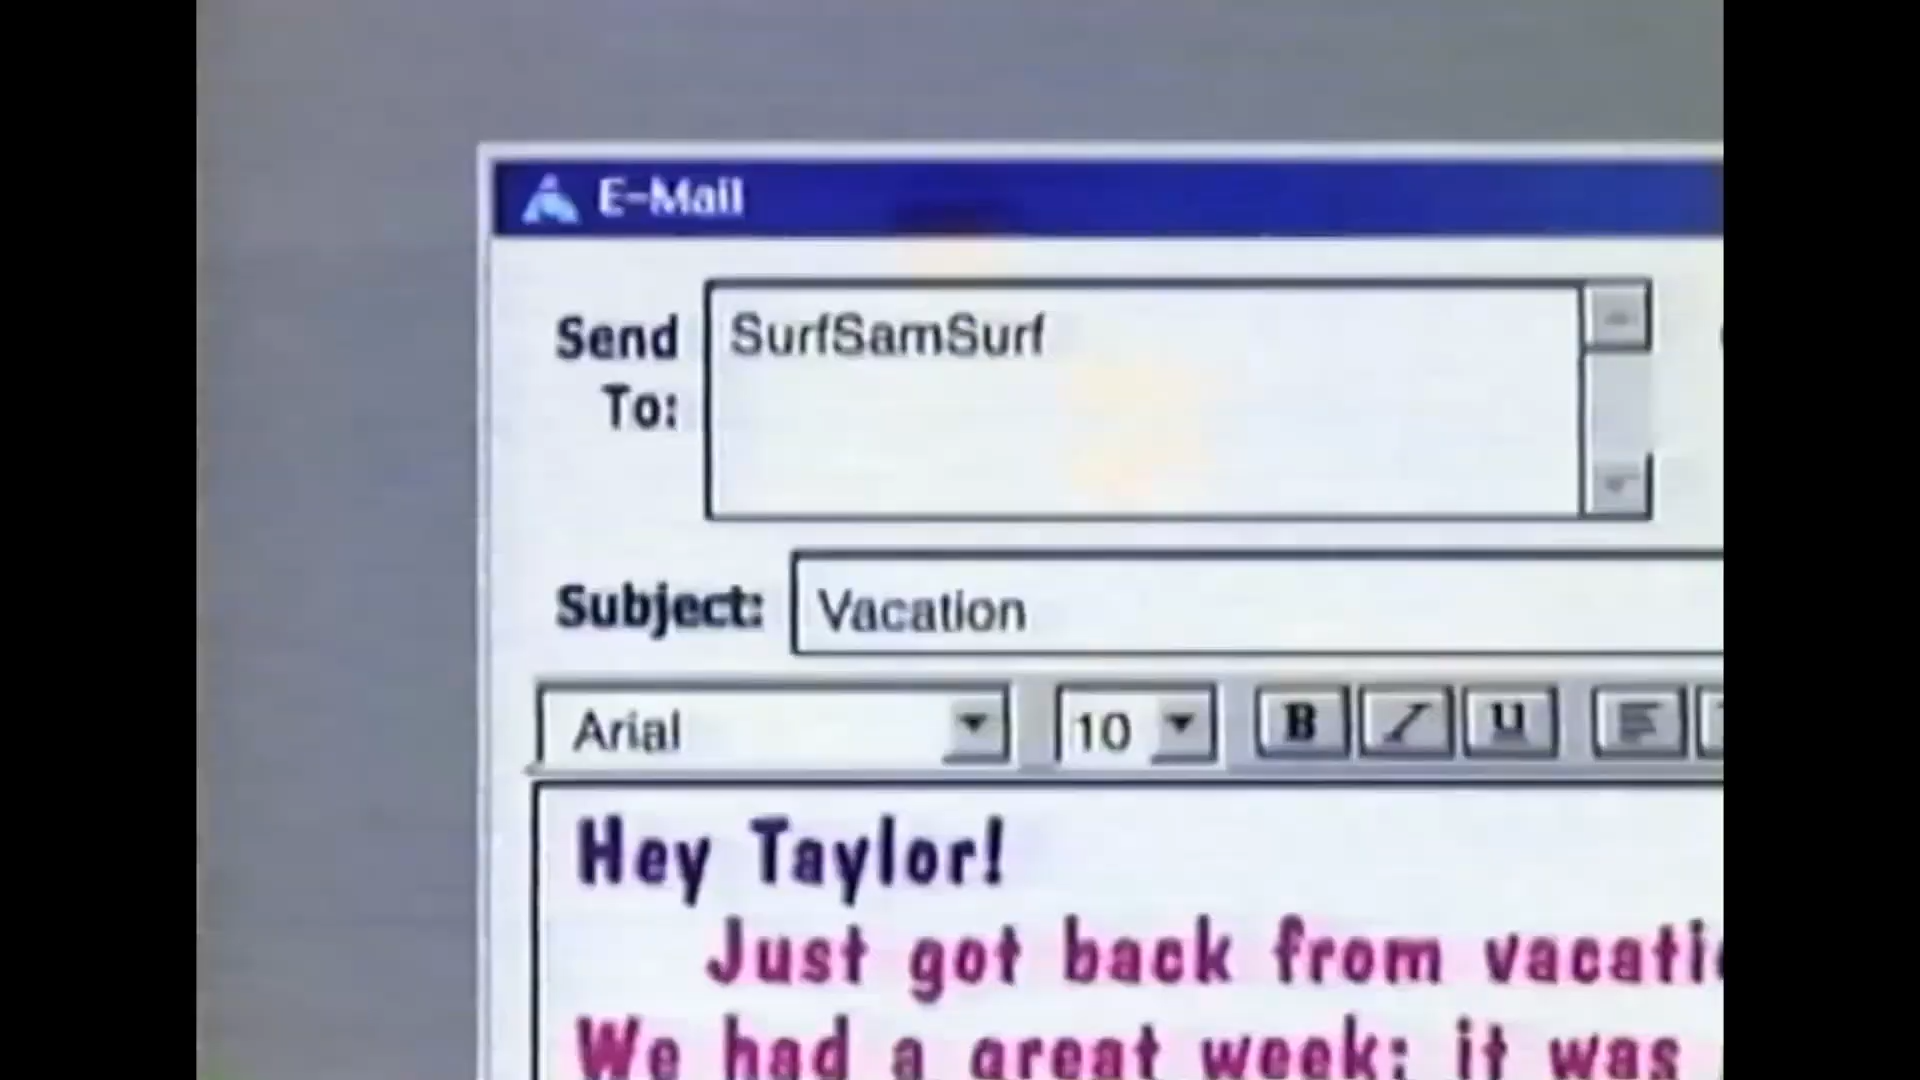 E-Mail
Send To:
SurfSamSurf
Subject:
Vacation
Arial
10
B I U
Hey Taylor!
Just got back from
We had a great week; it was